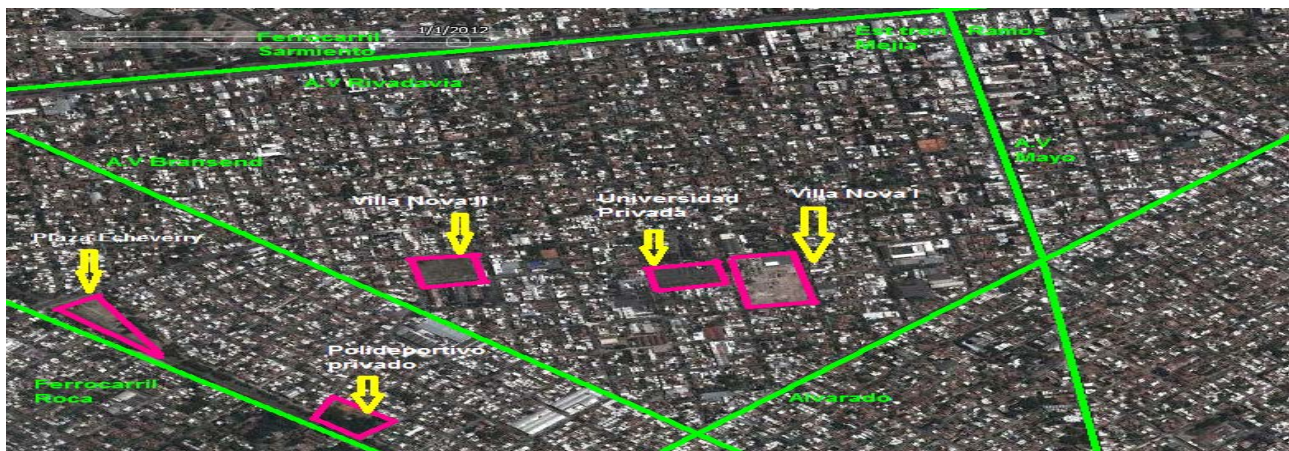 1/1/2012
Ferrocarril
Sarmiento
Est.tren. Ramos
Mejia
A.V Rivadavia
A.V
Mayo
A.V Bransend
Villa Nova II
Universidad
Privada
Villa Nova I
Plaza Echeverry
Polideportivo
privado
Ferrocarril
Roca
Alvarado